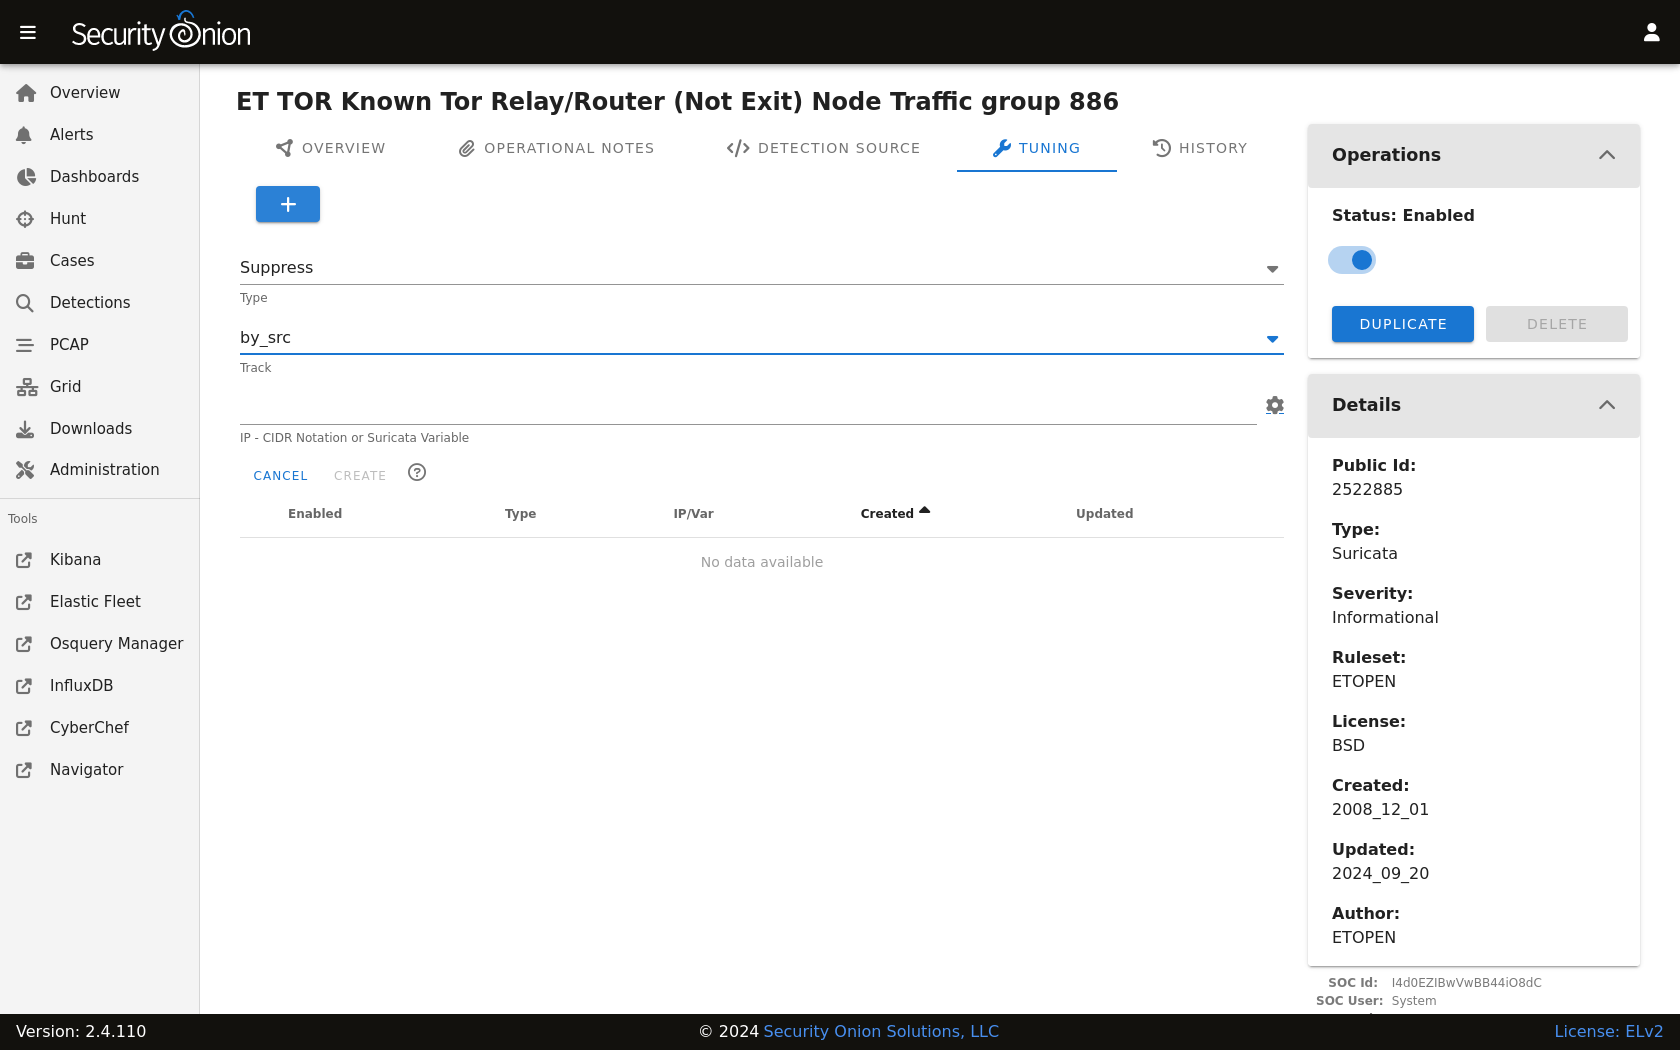 Security Onion
Overview
Alerts
Dashboards
Hunt
Cases
Detections
PCAP
Grid
Downloads
Administration
Tools
Kibana
Elastic Fleet
Osquery Manager
InfluxDB
CyberChef
Navigator
ET TOR Known Tor Relay/Router (Not Exit) Node Traffic group 886
OVERVIEW OPERATIONAL NOTES DETECTION SOURCE TUNING HISTORY
+
Suppress
Type
by_src
Track
IP - CIDR Notation or Suricata Variable
CANCEL CREATE ?
Enabled Type IP/Var Created Updated
No data available
Operations
Status: Enabled
DUPLICATE DELETE
Details
Public Id:
2522885
Type:
Suricata
Severity:
Informational
Ruleset:
ETOPEN
License:
BSD
Created:
2008_12_01
Updated:
2024_09_20
Author:
ETOPEN
SOC Id: I4d0EZIBwVwBB44iO8dC
SOC User: System
Version: 2.4.110 © 2024 Security Onion Solutions, LLC License: ELv2